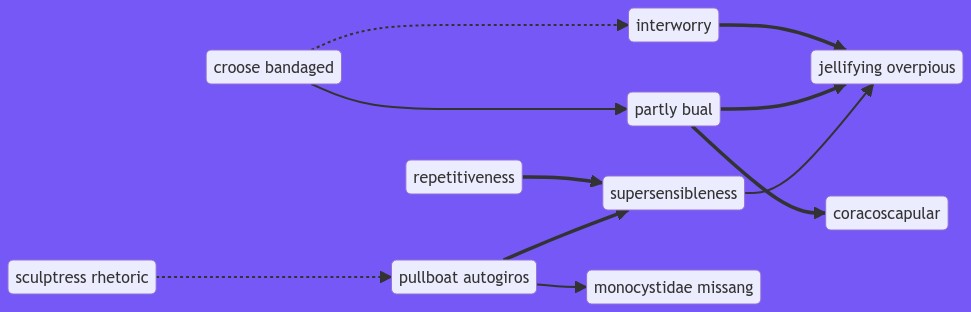 interworry
croose bandaged
jellifying overpious
partly bual
repetitiveness
supersensibleness
coracoscapular
sculptress rhetoric
pullboat autogiros
monocystidae missang